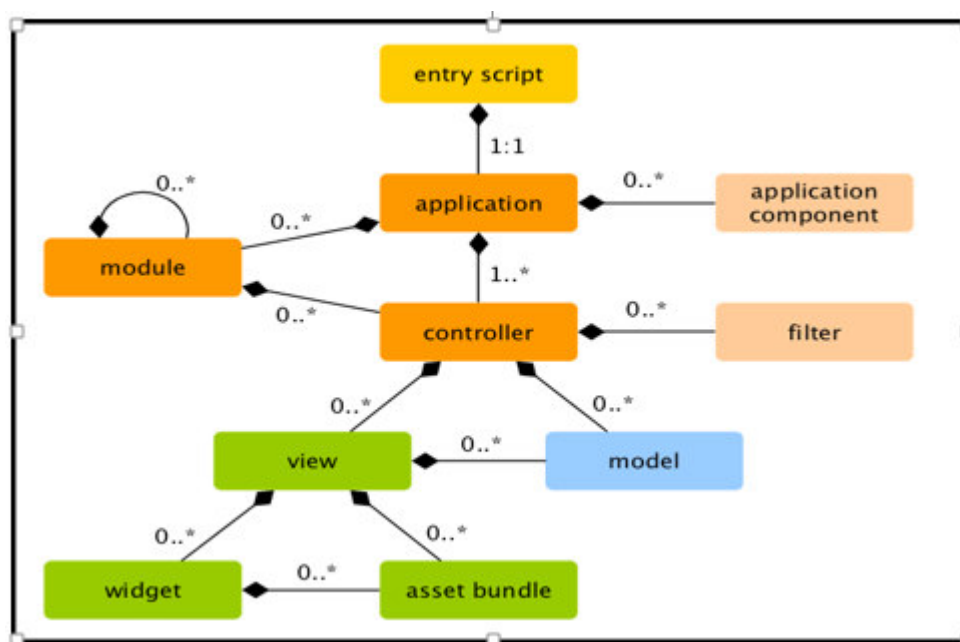 entry script
1:1
0..*
0..*
0..*
application
application
component
module
1..*
0..*
controller
0..*
filter
0..*
0..*
view
0..*
model
0..*
0..*
widget
0..*
asset bundle